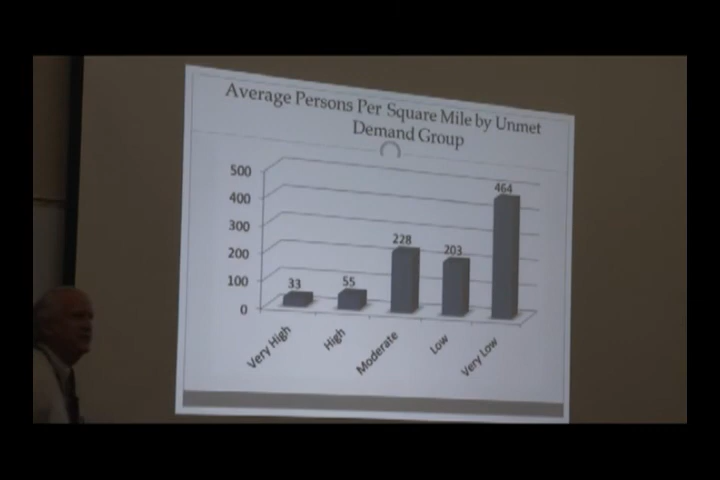 Average Persons Per Square Mile by Unmet
Demand Group
500
400
300
200
100
0
33
55
228
203
464
Very High
High
Moderate
Low
Very Low